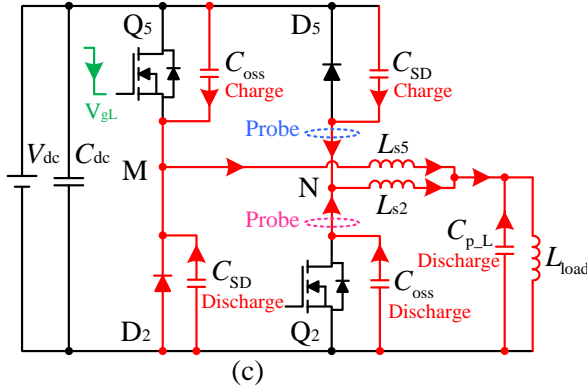 Q5
D5
Coss
Charge
CSD
Charge
VgL
Probe
Vdc
Cdc
M
Ls5
N
Ls2
Probe
CSD
Discharge
Coss
Discharge
Cp_L
Discharge
Lload
D2
Q2
(c)